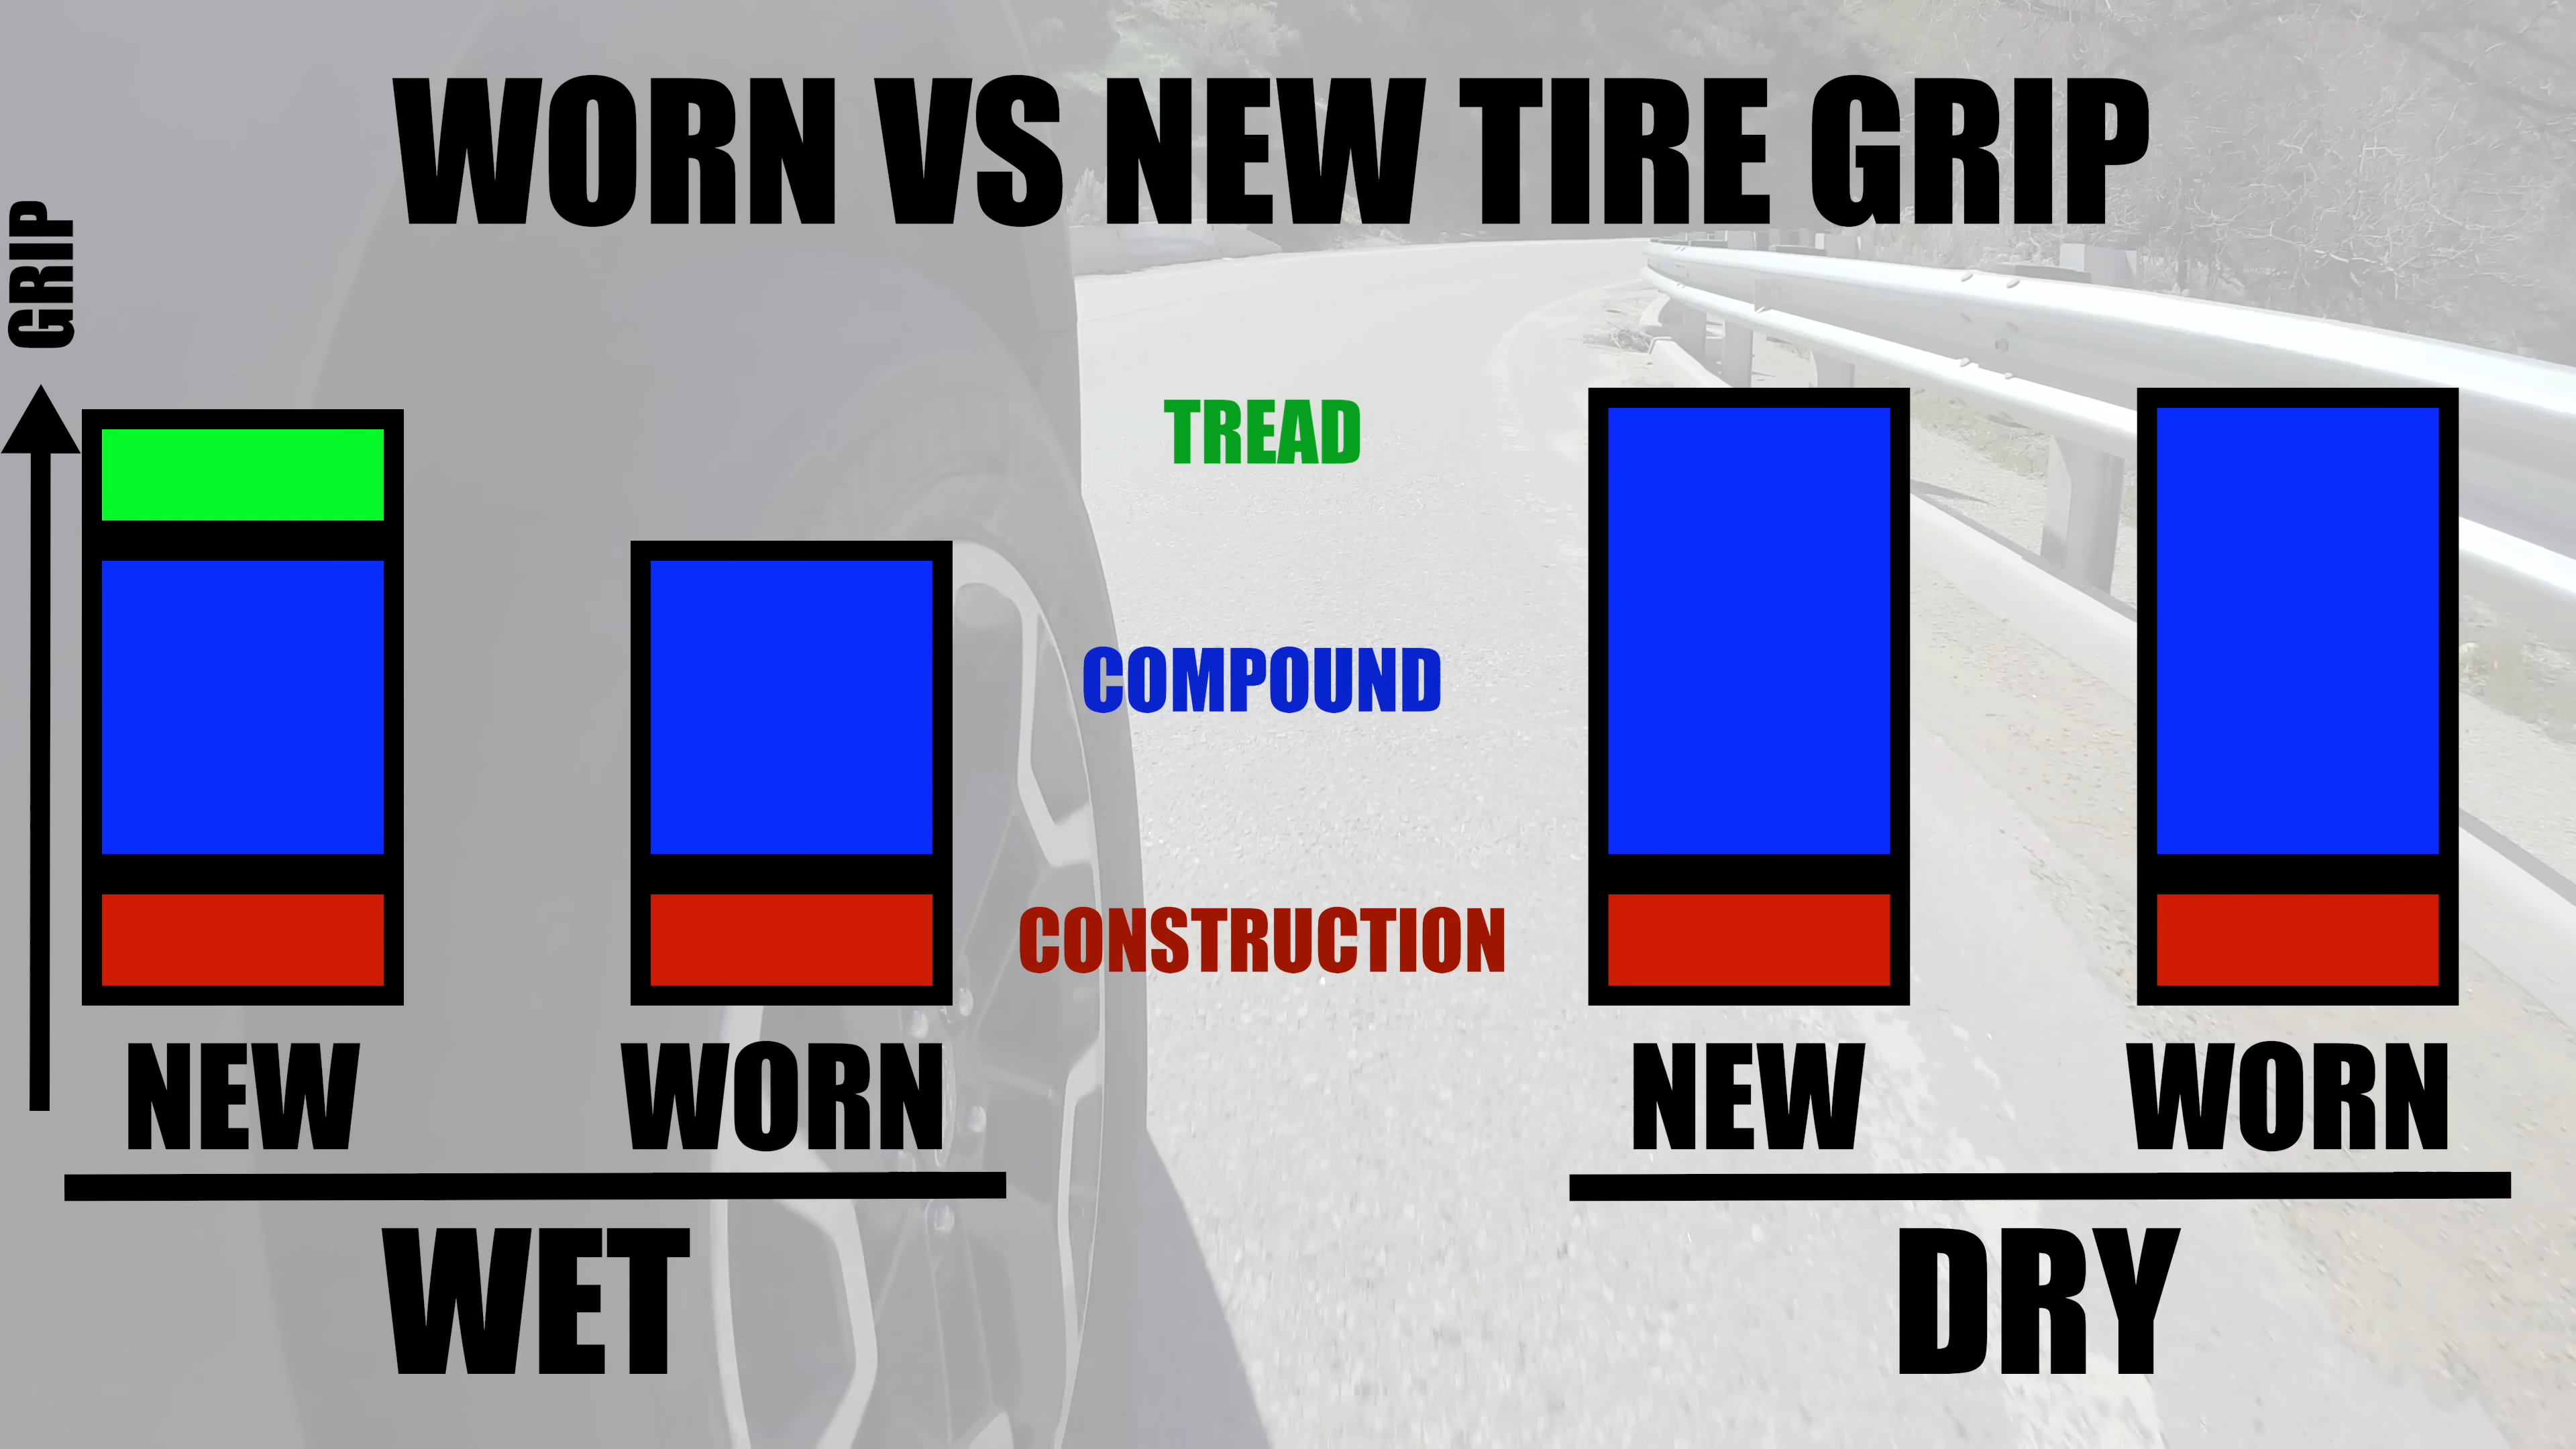 WORN VS NEW TIRE GRIP
GRIP
TREAD
COMPOUND
CONSTRUCTION
NEW
WORN
NEW
WORN
WET
DRY